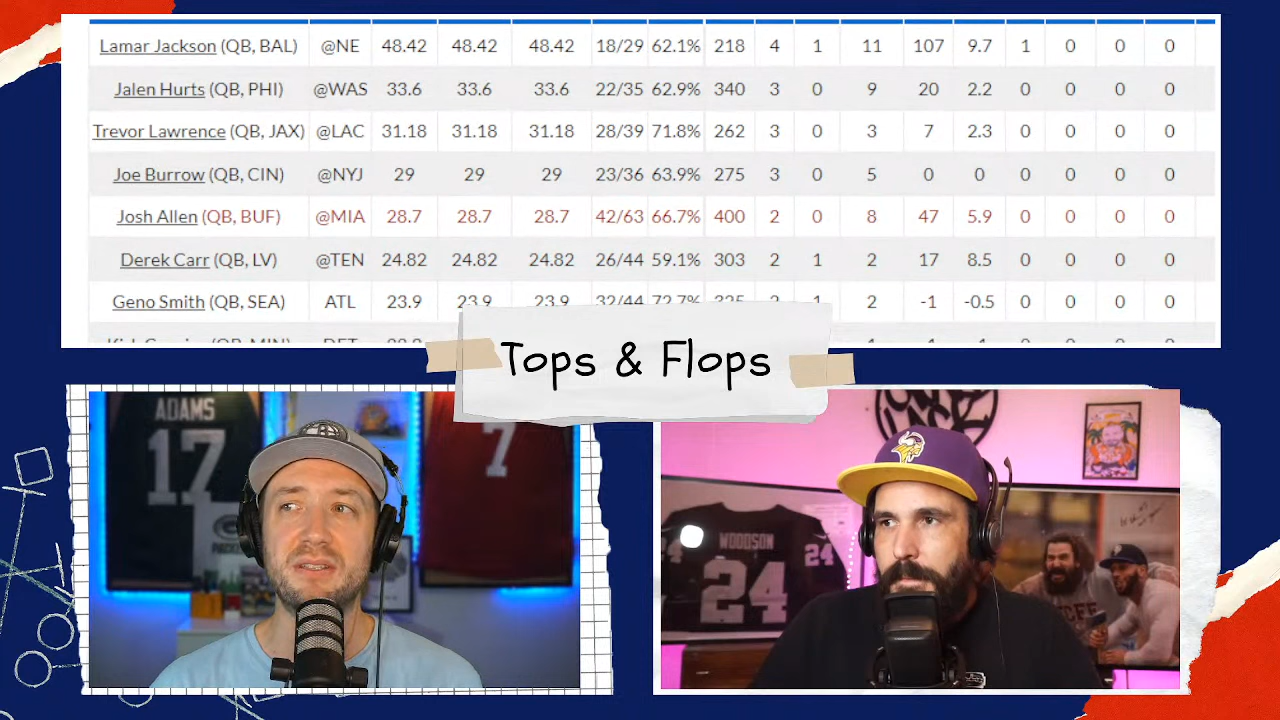 Lamar Jackson (QB, BAL) @NE 48.42 48.42 48.42 18/29 62.1% 218 4 1 11 107 9.7 1 0 0 0
Jalen Hurts (QB, PHI) @WAS 33.6 33.6 33.6 22/35 62.9% 340 3 0 9 20 2.2 0 0 0 0
Trevor Lawrence (QB, JAX) @LAC 31.18 31.18 31.18 28/39 71.8% 262 3 0 3 7 2.3 0 0 0 0
Joe Burrow (QB, CIN) @NYJ 29 29 29 23/36 63.9% 275 3 0 5 0 0 0 0 0 0
Josh Allen (QB, BUF) @MIA 28.7 28.7 28.7 42/63 66.7% 400 2 0 8 47 5.9 0 0 0 0
Derek Carr (QB, LV) @TEN 24.82 24.82 24.82 26/44 59.1% 303 2 1 2 17 8.5 0 0 0 0
Geno Smith (QB, SEA) ATL 23.9 23.9 23.9 32/44 72.7% 325 1 2 -1 -0.5 0 0 0 0
Tops & Flops
ADAMS
17
7
WOODSON
24
24